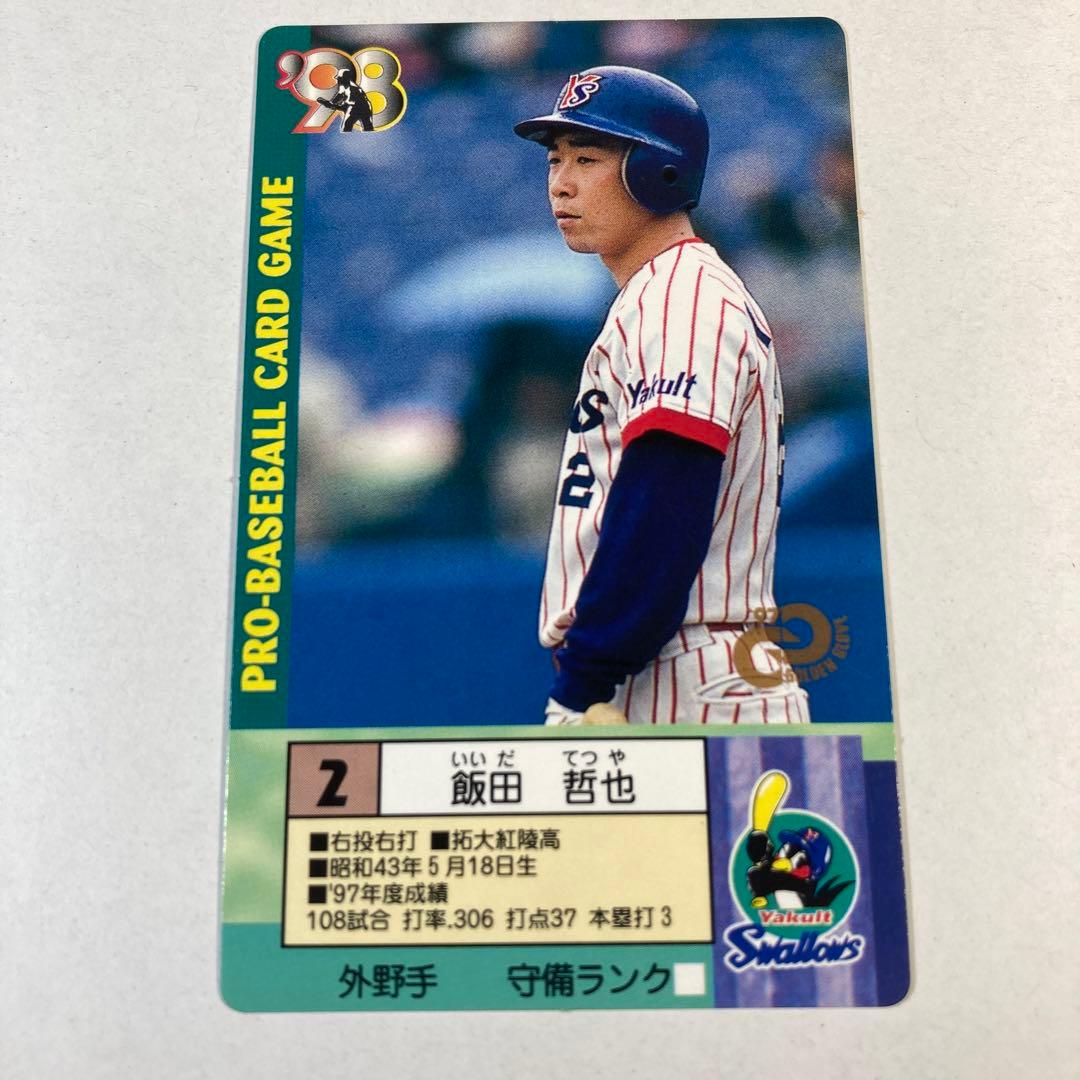 '98
PRO-BASEBALL CARD GAME
YS
Yakult
2
'97
GOLDEN GLOVE
2
いいだ てつや
飯田 哲也
■右投右打 ■拓大紅陵高
■昭和43年5月18日生
■'97年度成績
108試合 打率.306 打点37 本塁打3
外野手 守備ランク
Yakult
Swallows